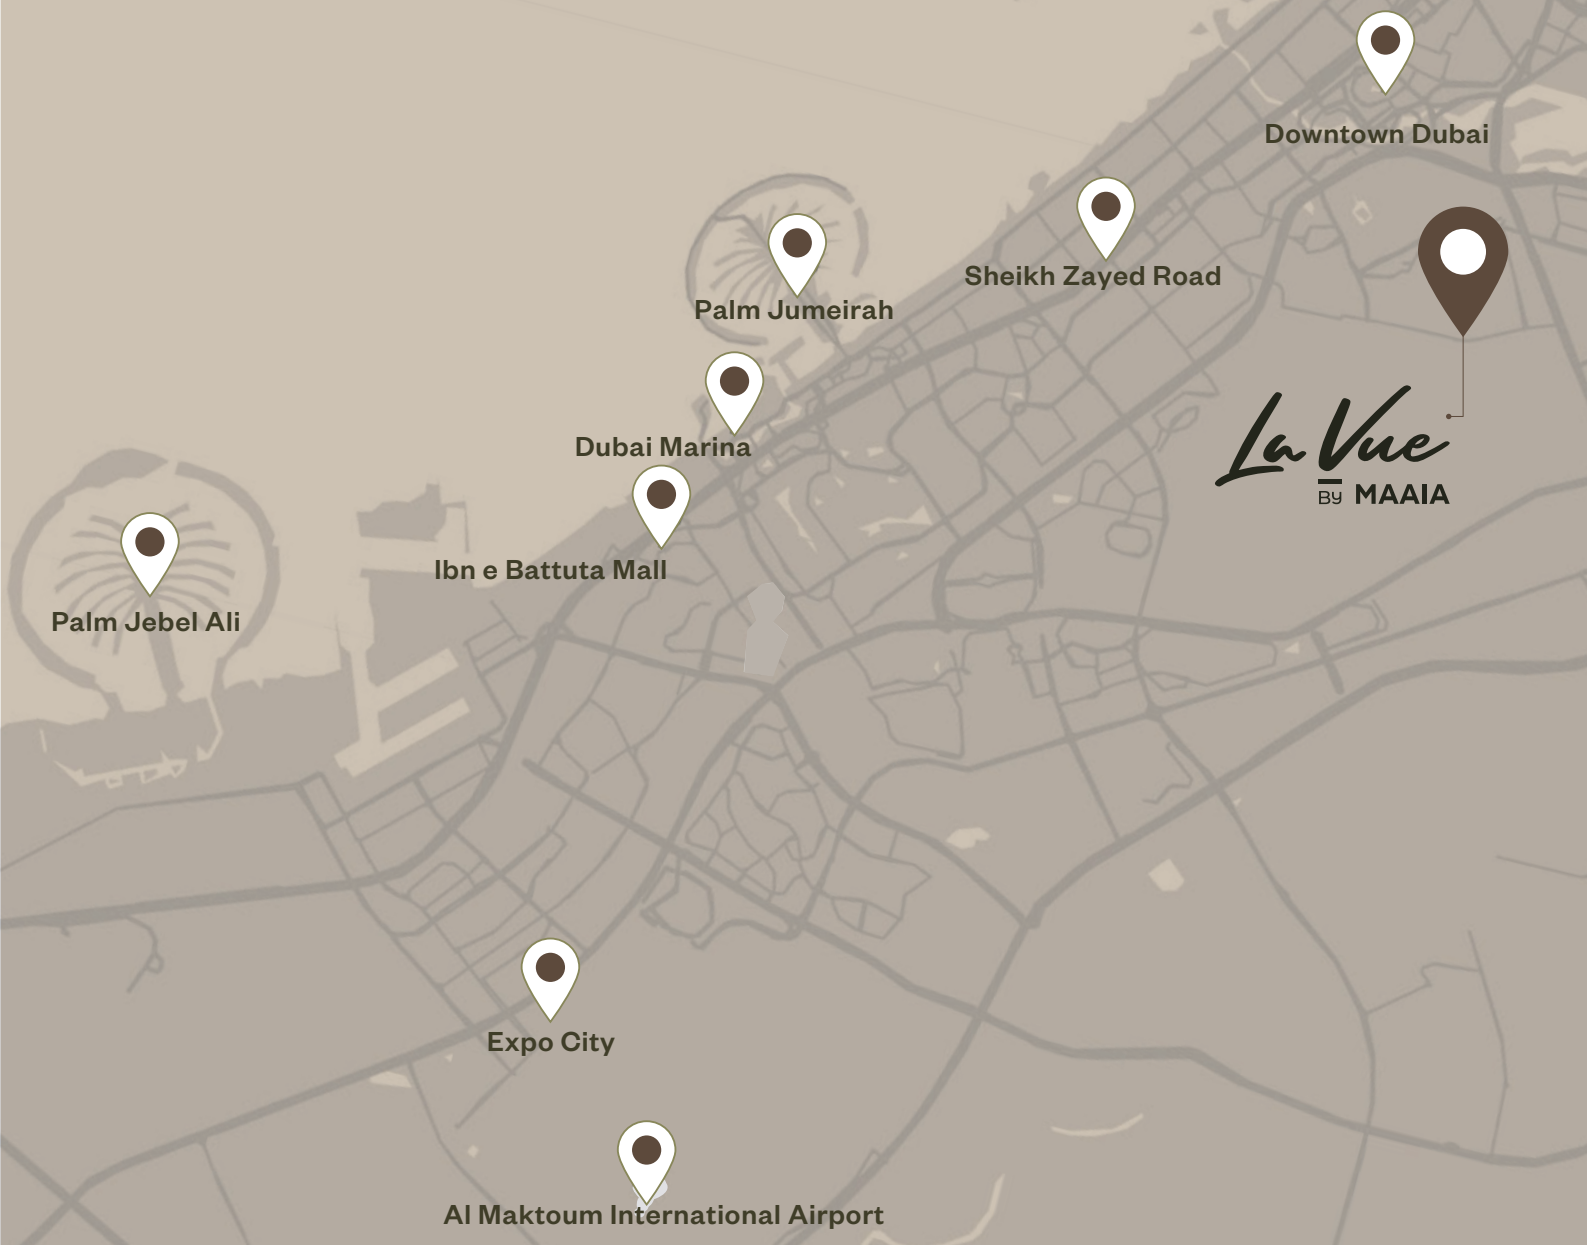 Downtown Dubai
Sheikh Zayed Road
Palm Jumeirah
La Vue
BY MAAIA
Dubai Marina
Ibn e Battuta Mall
Palm Jebel Ali
Expo City
Al Maktoum International Airport